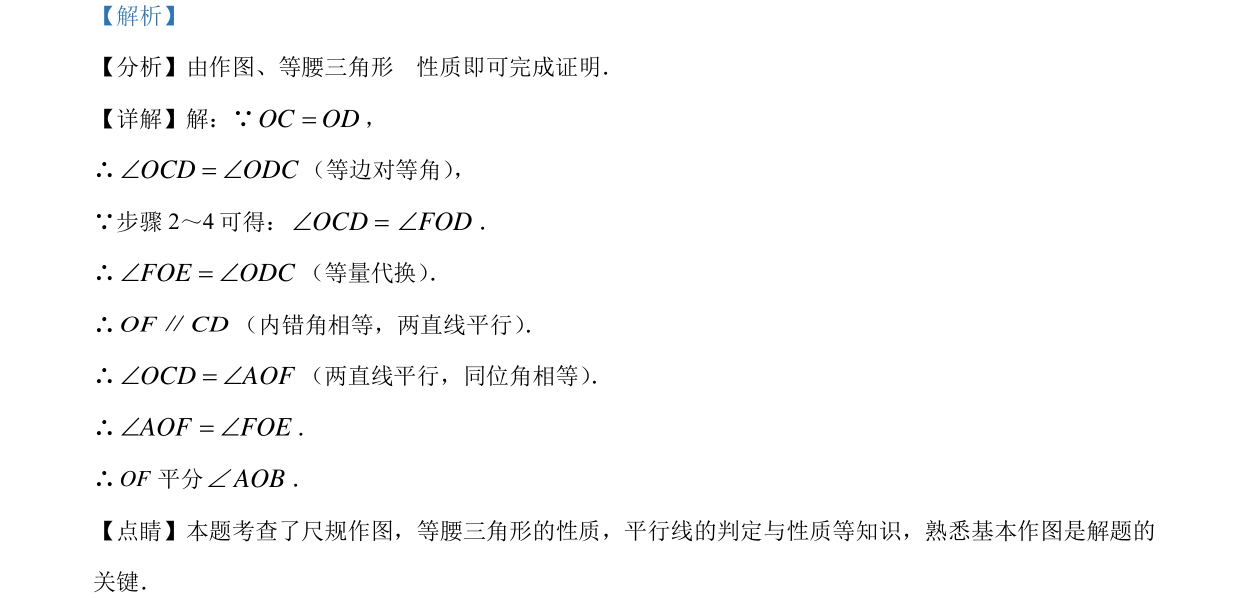 【解析】
【分析】由作图、等腰三角形 性质即可完成证明．
【详解】解：∵OC＝OD，
∴∠OCD＝∠ODC（等边对等角），
∵步骤 2～4 可得：∠OCD＝∠FOD．
∴∠FOE＝∠ODC（等量代换）．
∴OF∥CD（内错角相等，两直线平行）．
∴∠OCD＝∠AOF（两直线平行，同位角相等）．
∴∠AOF＝∠FOE．
∴OF 平分∠AOB．
【点睛】本题考查了尺规作图，等腰三角形的性质，平行线的判定与性质等知识，熟悉基本作图是解题的
关键．